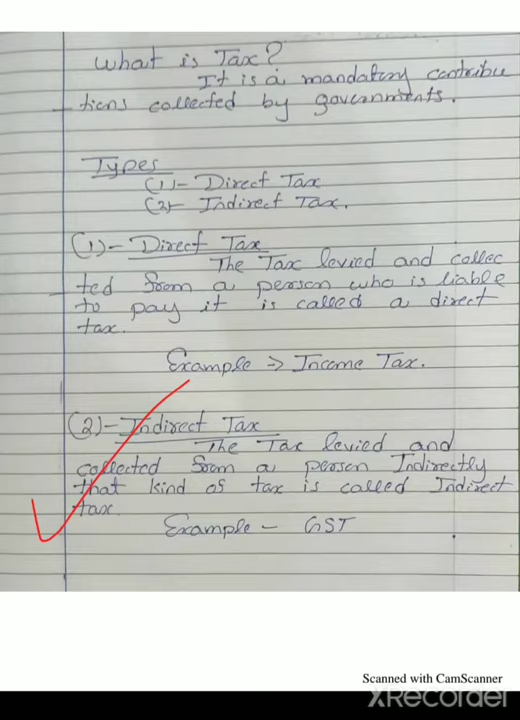 What is Tax?
It is a mandatory contribu
tions collected by governments.
Types
(1)- Direct Tax
(2)- Indirect Tax.
(1)- Direct Tax
The Tax levied and collec
ted from a person who is liable
to pay it is called a direct
tax.
Example => Income Tax.
(2)- Indirect Tax
The Tax levied and
collected from a person Indirectly
that kind of tax is called Indirect
tax.
Example - GST
Scanned with CamScanner
XRecorder